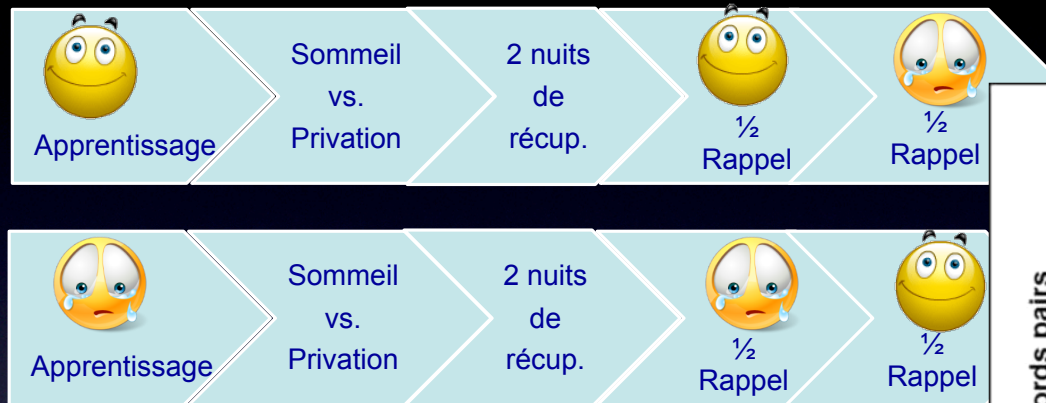 Apprentissage
Sommeil
vs.
Privation
2 nuits
de
récup.
½
Rappel
½
Rappel
Apprentissage
Sommeil
vs.
Privation
2 nuits
de
récup.
½
Rappel
½
Rappel
pairs